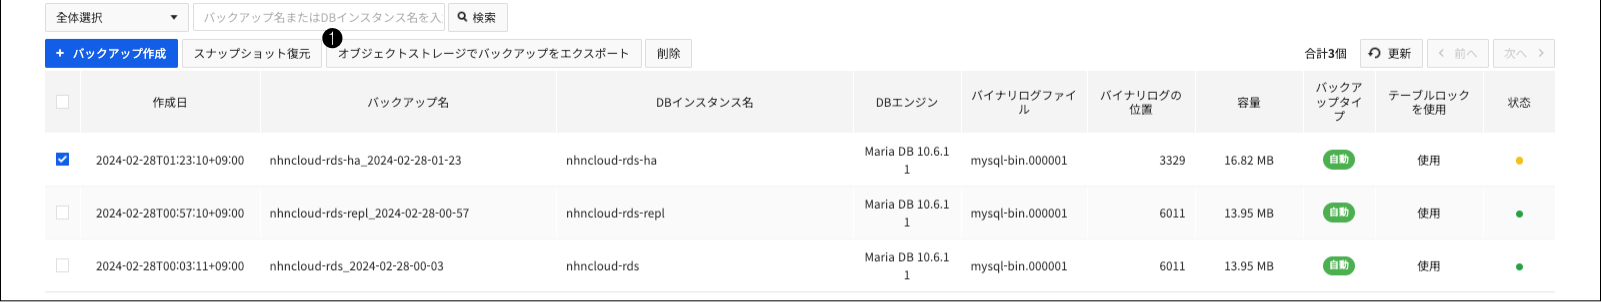 全体選択 バックアップ名またはDBインスタンス名を入 検索
❶
+ バックアップ作成 スナップショット復元 オブジェクトストレージでバックアップをエクスポート 削除 合計3個 更新 < 前へ 次へ >
作成日 バックアップ名 DBインスタンス名 DBエンジン バイナリログファイル バイナリログの位置 容量 バックアップタイプ テーブルロックを使用 状态
2024-02-28T01:23:10+09:00 nhncloud-rds-ha_2024-02-28-01-23 nhncloud-rds-ha Maria DB 10.6.11 mysql-bin.000001 3329 16.82 MB 自動 使用
2024-02-28T00:57:10+09:00 nhncloud-rds-repl_2024-02-28-00-57 nhncloud-rds-repl Maria DB 10.6.11 mysql-bin.000001 6011 13.95 MB 自動 使用
2024-02-28T00:03:11+09:00 nhncloud-rds_2024-02-28-00-03 nhncloud-rds Maria DB 10.6.11 mysql-bin.000001 6011 13.95 MB 自動 使用